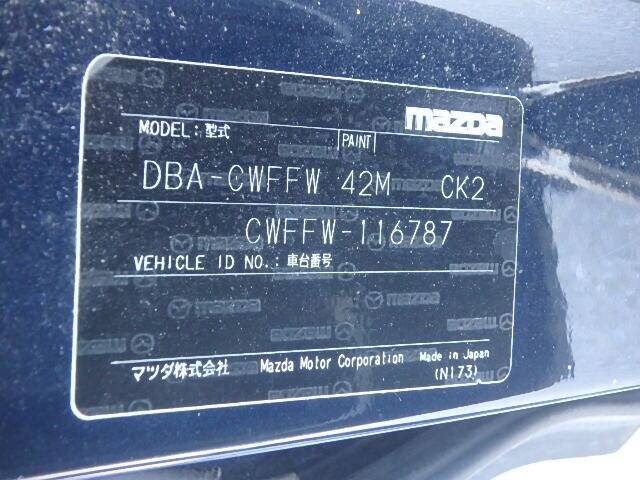 mazda
MODEL:型式 PAINT
DBA-CWFFW 42M CK2
CWFFW-116787
VEHICLE ID NO.:車台番号
マツダ株式会社 Mazda Motor Corporation Made in Japan
(N173)